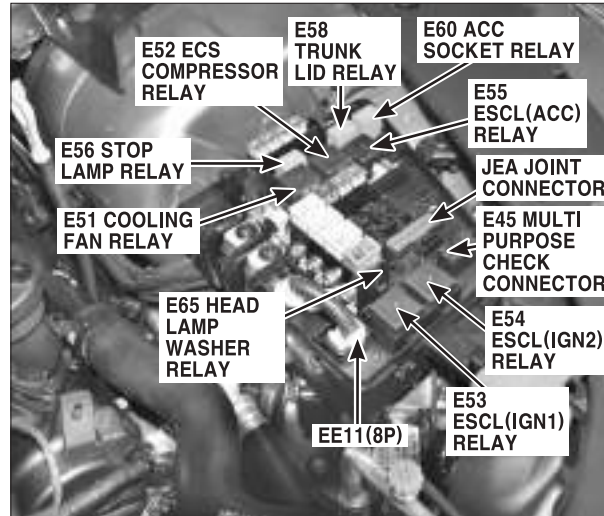 E52 ECS
COMPRESSOR
RELAY
E58
TRUNK
LID RELAY
E60 ACC
SOCKET RELAY
E55
ESCL(ACC)
RELAY
E56 STOP
LAMP RELAY
JEA JOINT
CONNECTOR
E51 COOLING
FAN RELAY
E45 MULTI
PURPOSE
CHECK
CONNECTOR
E65 HEAD
LAMP
WASHER
RELAY
E54
ESCL(IGN2)
RELAY
EE11(8P)
E53
ESCL(IGN1)
RELAY